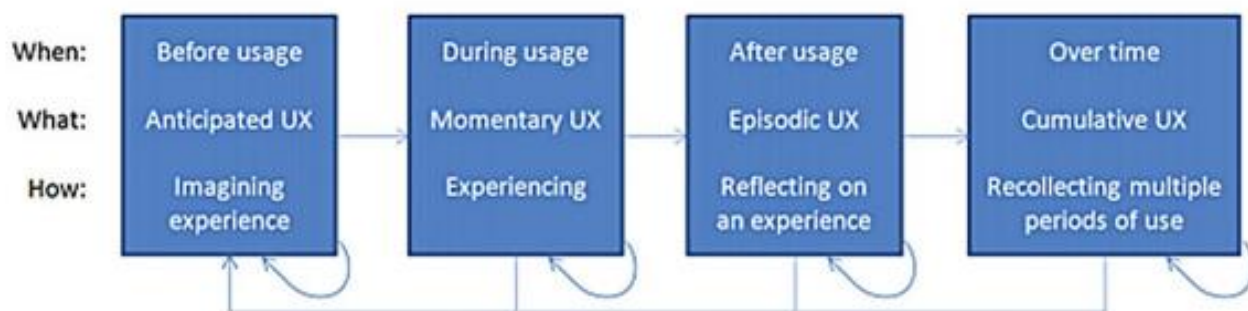 When: Before usage During usage After usage Over time
What: Anticipated UX Momentary UX Episodic UX Cumulative UX
How: Imagining Experiencing Reflecting on Recollecting multiple
experience an experience periods of use